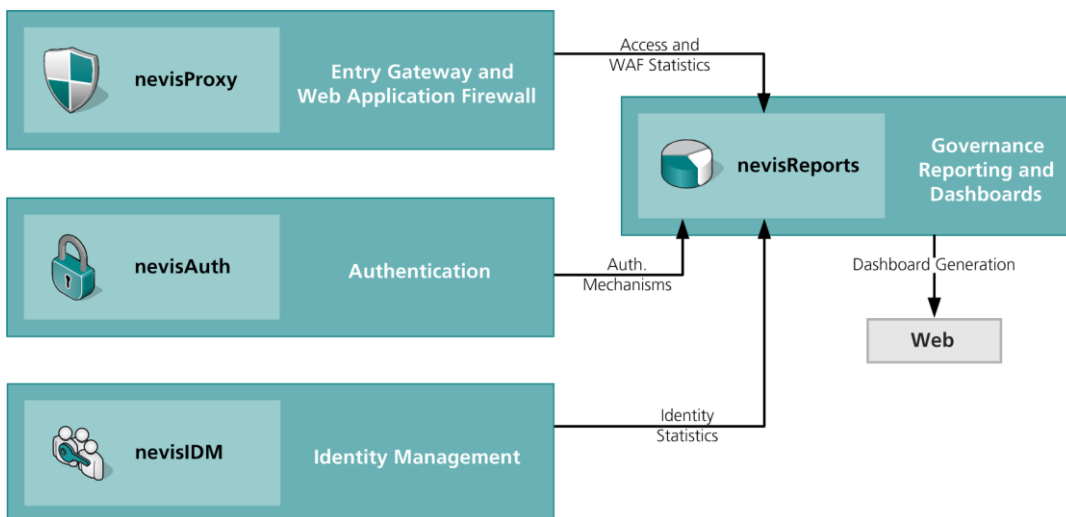 nevisProxy
Entry Gateway and
Web Application Firewall
Access and
WAF Statistics
nevisReports
Governance
Reporting and
Dashboards
nevisAuth
Authentication
Auth.
Mechanisms
Dashboard Generation
Web
nevisIDM
Identity Management
Identity
Statistics